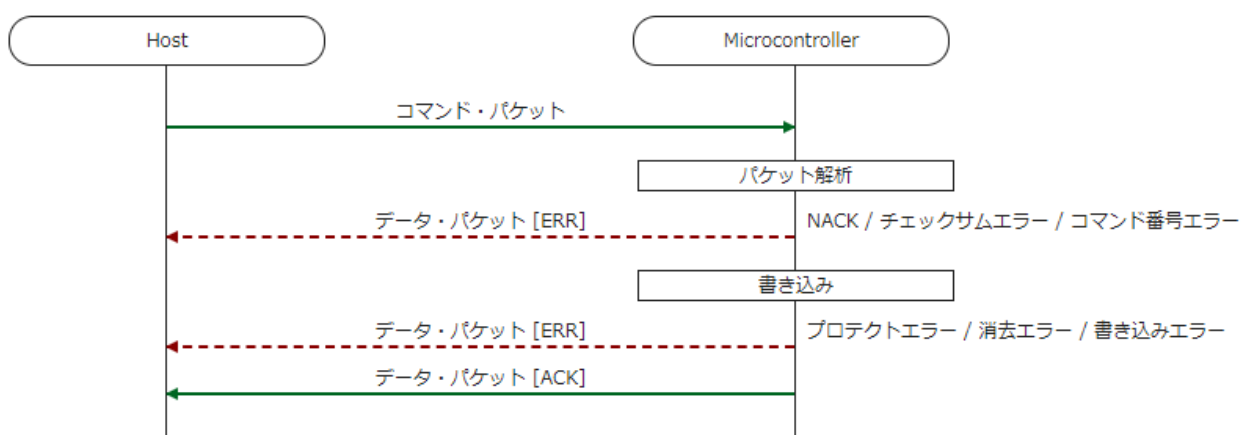 Host
Microcontroller
コマンド・パケット
パケット解析
データ・パケット [ERR]
NACK / チェックサムエラー / コマンド番号エラー
書き込み
データ・パケット [ERR]
プロテクトエラー / 消去エラー / 書き込みエラー
データ・パケット [ACK]